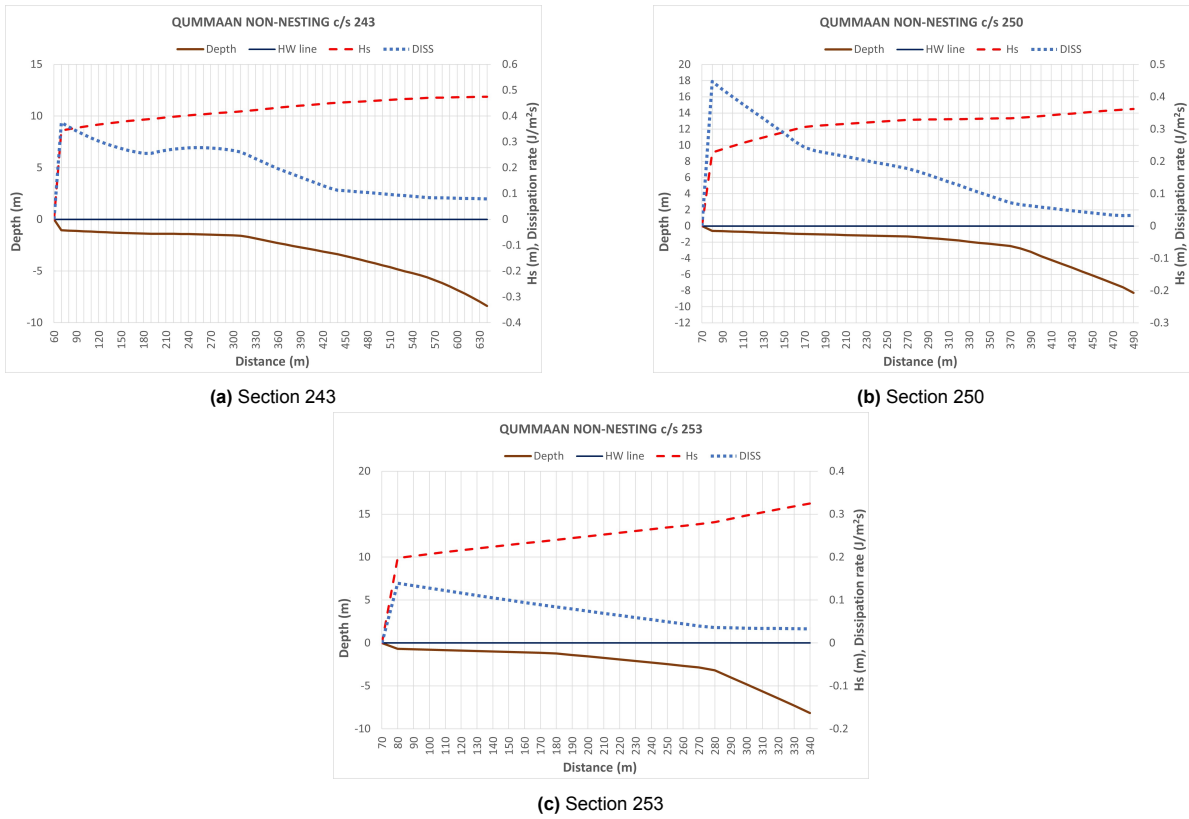 QUMMAAN NON-NESTING c/s 243
Depth HW line Hs DISS
15
10
5
0
-5
-10
Depth (m)
0.6
0.5
0.4
0.3
0.2
0.1
0
-0.1
-0.2
-0.3
-0.4
Hs (m), Dissipation rate (J/m²s)
60 90 120 150 180 210 240 270 300 330 360 390 420 450 480 510 540 570 600 630
Distance (m)
(a) Section 243
QUMMAAN NON-NESTING c/s 250
Depth HW line Hs DISS
20
18
16
14
12
10
8
6
4
2
0
-2
-4
-6
-8
-10
-12
Depth (m)
0.5
0.4
0.3
0.2
0.1
0
-0.1
-0.2
-0.3
Hs (m), Dissipation rate (J/m²s)
70 90 110 130 150 170 190 210 230 250 270 290 310 330 350 370 390 410 430 450 470 490
Distance (m)
(b) Section 250
QUMMAAN NON-NESTING c/s 253
Depth HW line Hs DISS
20
15
10
5
0
-5
-10
Depth (m)
0.4
0.3
0.2
0.1
0
-0.1
-0.2
Hs (m), Dissipation rate (J/m²s)
70 80 90 100 110 120 130 140 150 160 170 180 190 200 210 220 230 240 250 260 270 280 290 300 310 320 330 340
Distance (m)
(c) Section 253